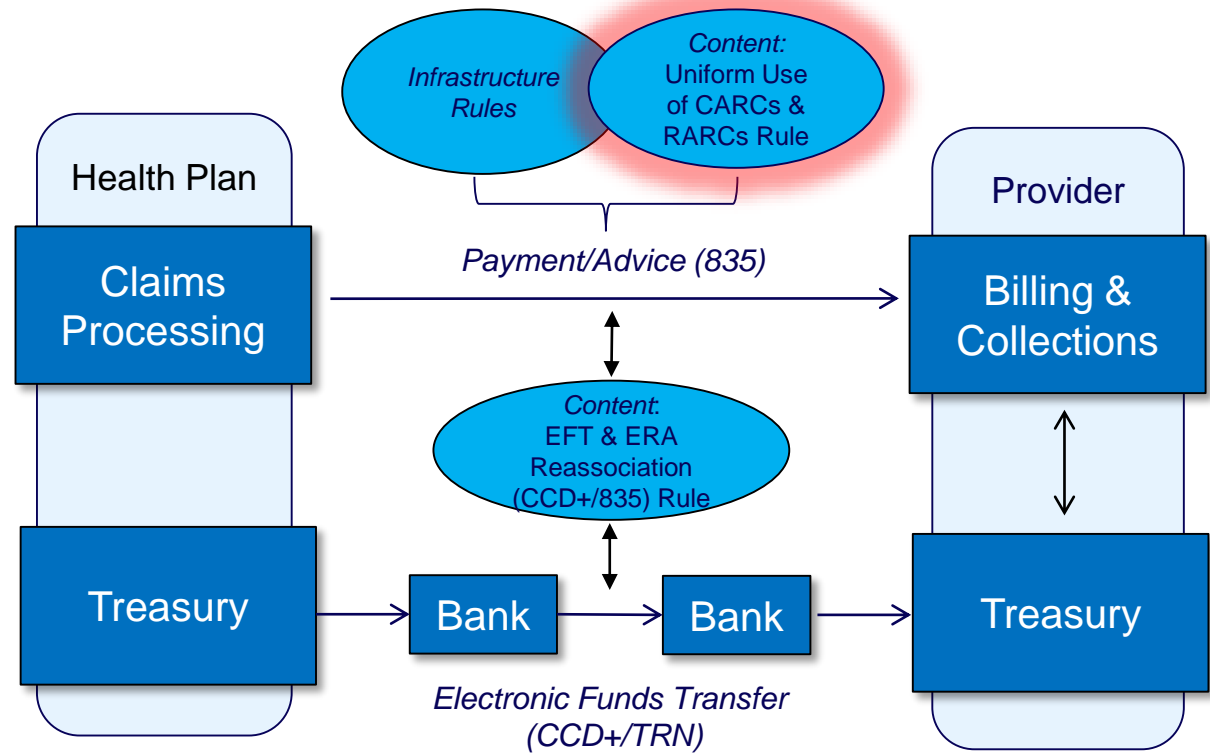 Infrastructure
Rules
Content:
Uniform Use
of CARCs &
RARCs Rule
Health Plan
Provider
Claims
Processing
Payment/Advice (835)
Billing &
Collections
Content:
EFT & ERA
Reassociation
(CCD+/835) Rule
Treasury
Bank
Bank
Treasury
Electronic Funds Transfer
(CCD+/TRN)